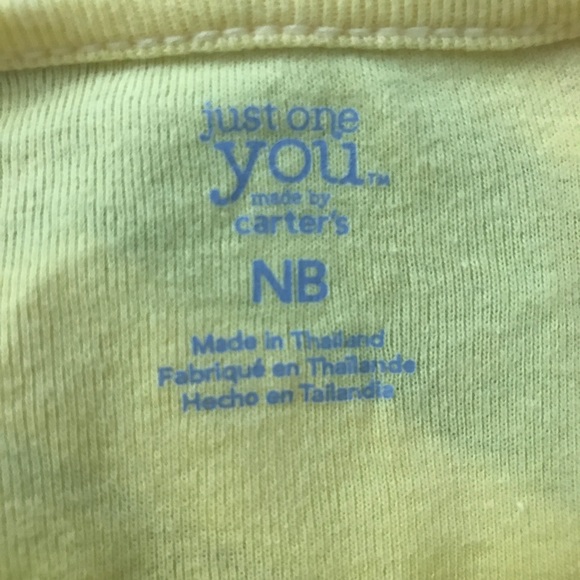 just one
you™
made by
carter's
NB
Made in Thailand
Fabriqué en Thaïlande
Hecho en Tailandia